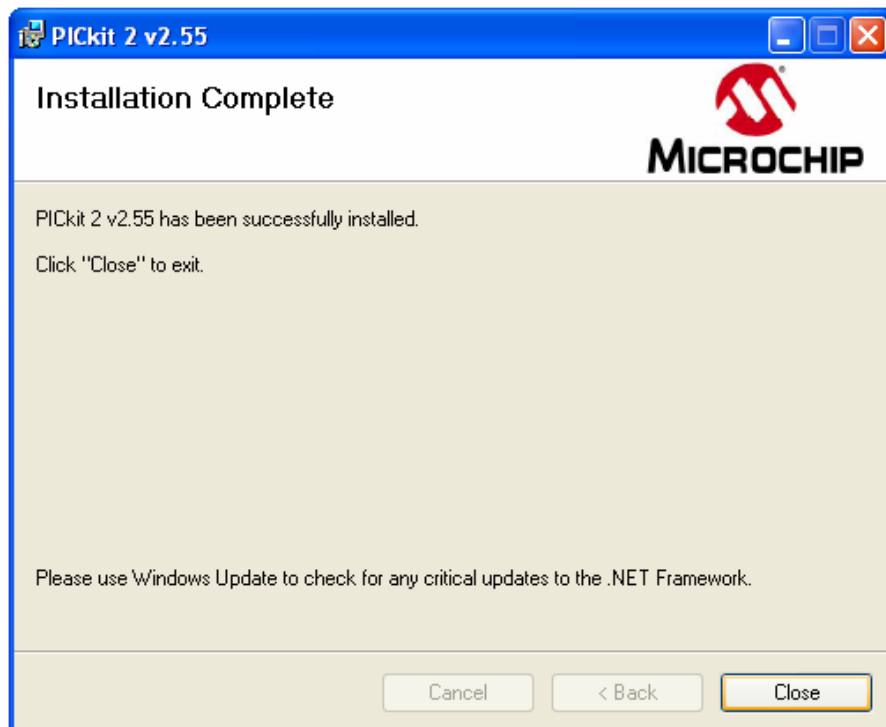 PICkit 2 v2.55
Installation Complete
MICROCHIP
PICkit 2 v2.55 has been successfully installed.
Click "Close" to exit.
Please use Windows Update to check for any critical updates to the .NET Framework.
Cancel
< Back
Close